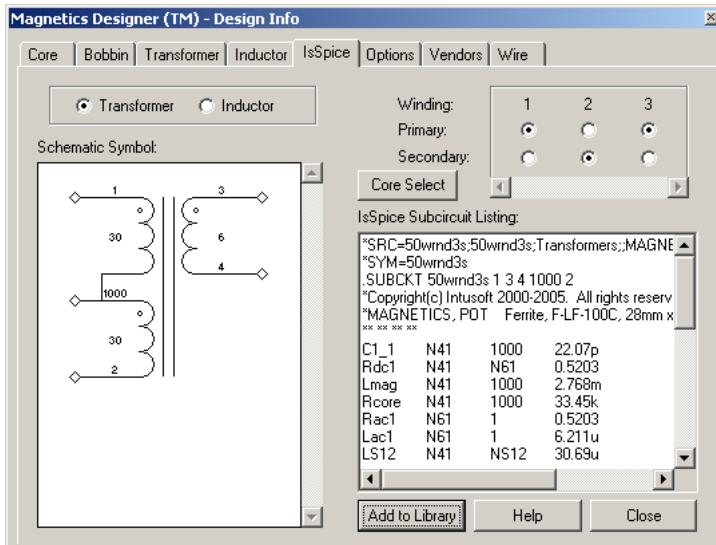 Magnetics Designer (TM) - Design Info
Core Bobbin Transformer Inductor IsSpice Options Vendors Wire
Transformer Inductor
Winding: 1 2 3
Primary:
Secondary:
Schematic Symbol:
Core Select
1 3
30 6
4
1000
30
2
IsSpice Subcircuit Listing:
*SRC=50wrnd3s;50wrnd3s;Transformers;;MAGNE
*SYM=50wrnd3s
.SUBCKT 50wrnd3s 1 3 4 1000 2
*Copyright(c) Intusoft 2000-2005. All rights reserv
*MAGNETICS, POT Ferrite, F-LF-100C, 28mm x
** ** ** **
C1_1 N41 1000 22.07p
Rdc1 N41 N61 0.5203
Lmag N41 1000 2.768m
Rcore N41 1000 33.45k
Rac1 N61 1 0.5203
Lac1 N61 1 6.211u
LS12 N41 NS12 30.69u
Add to Library Help Close